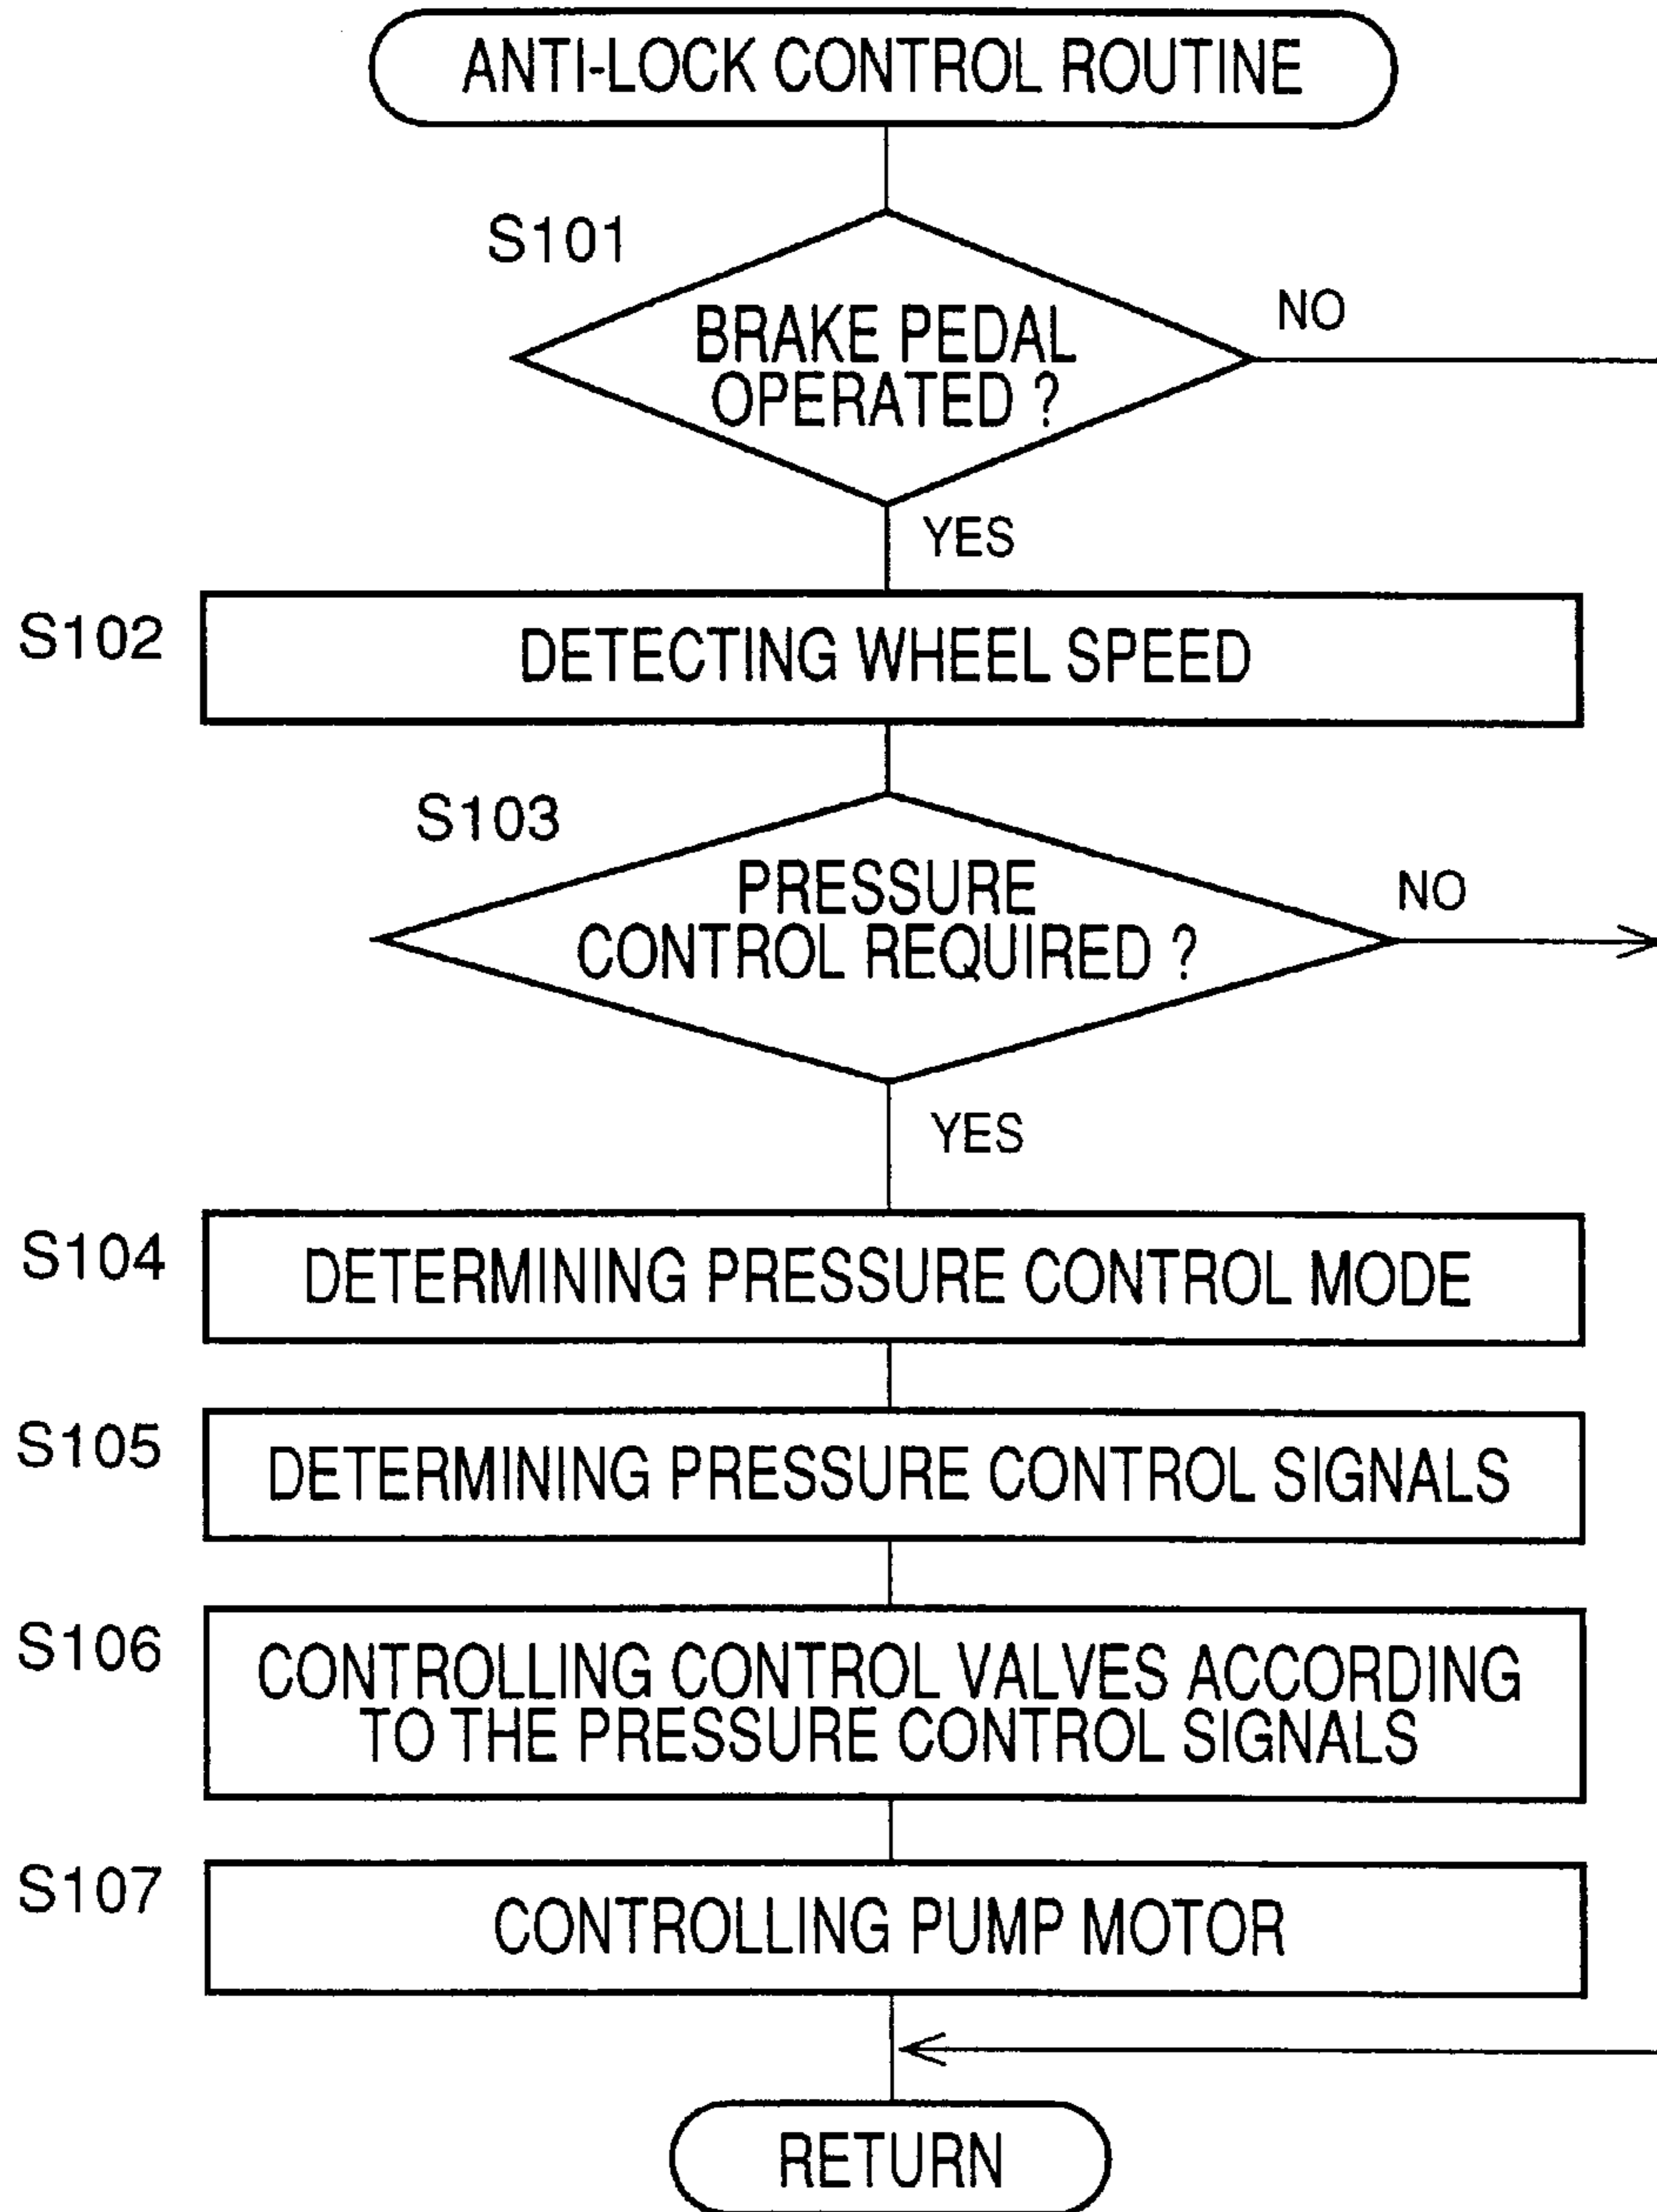 ANTI-LOCK CONTROL ROUTINE
S101
BRAKE PEDAL
OPERATED ?
NO
YES
S102
DETECTING WHEEL SPEED
S103
PRESSURE
CONTROL REQUIRED ?
NO
YES
S104
DETERMINING PRESSURE CONTROL MODE
S105
DETERMINING PRESSURE CONTROL SIGNALS
S106
CONTROLLING CONTROL VALVES ACCORDING
TO THE PRESSURE CONTROL SIGNALS
S107
CONTROLLING PUMP MOTOR
RETURN